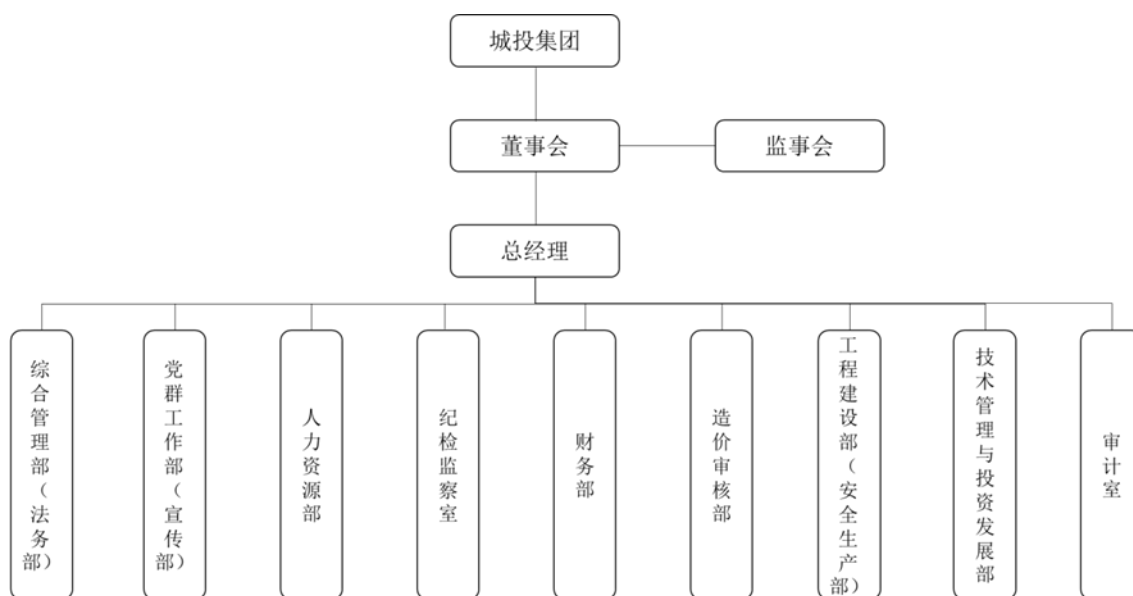 城投集团
董事会
监事会
总经理
综合管理部（法务部）
党群工作部（宣传部）
人力资源部
纪检监察室
财务部
造价审核部
工程建设部（安全生产部）
技术管理与投资发展部
审计室